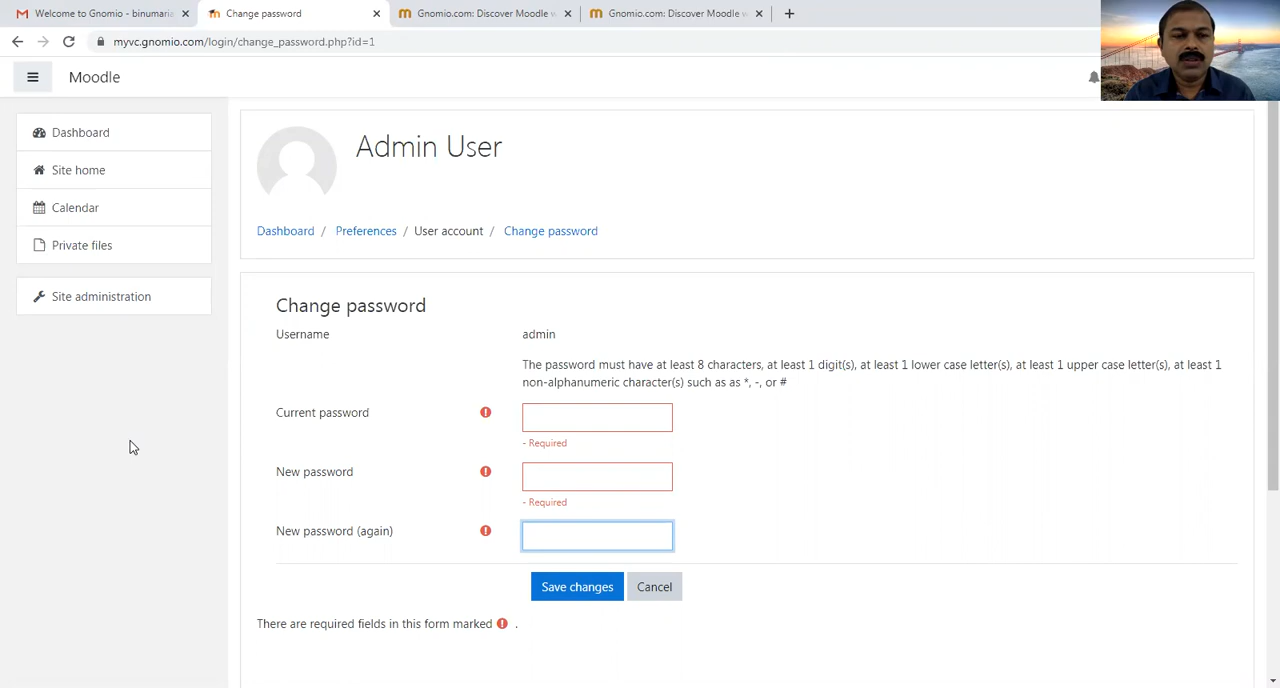 Welcome to Gnomio - binumaria
Change password
Gnomio.com: Discover Moodle w
Gnomio.com: Discover Moodle w
myvc.gnomio.com/login/change_password.php?id=1
Moodle
Dashboard
Site home
Calendar
Private files
Site administration
Admin User
Dashboard / Preferences / User account / Change password
Change password
Username admin
The password must have at least 8 characters, at least 1 digit(s), at least 1 lower case letter(s), at least 1 upper case letter(s), at least 1
non-alphanumeric character(s) such as as *, -, or #
Current password
- Required
New password
- Required
New password (again)
Save changes Cancel
There are required fields in this form marked .